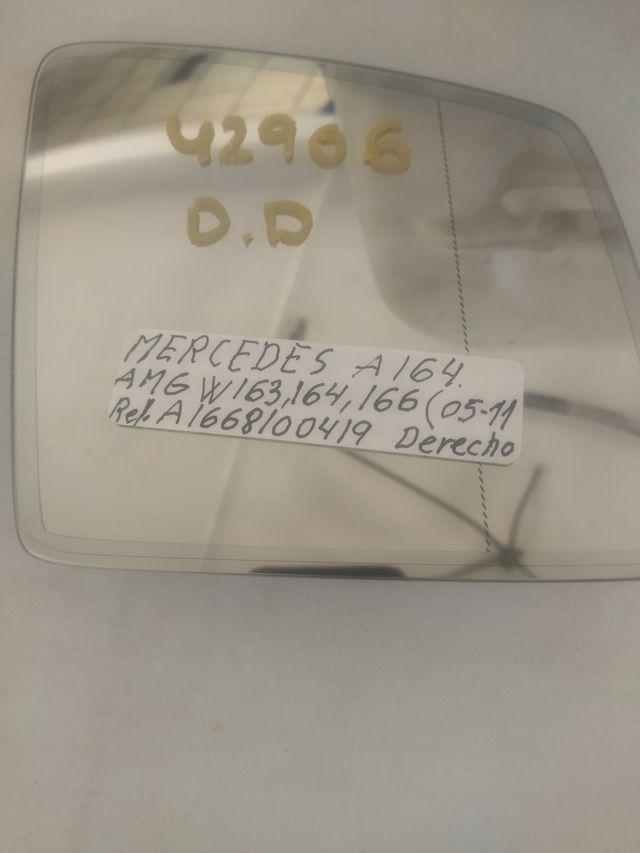 42906
D.D
MERCEDES A164.
AMG W163,164,166(05-11
Ref. A1668100419 Derecho